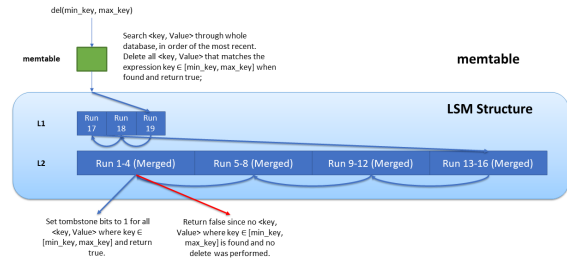 del(min_key, max_key)
Search <key, Value> through whole
database, in order of the most recent.
Delete all <key, Value> that matches the
expression key ∈ [min_key, max_key] when
found and return true;
memtable
memtable
LSM Structure
L1
Run
17
Run
18
Run
19
L2
Run 1-4 (Merged)
Run 5-8 (Merged)
Run 9-12 (Merged)
Run 13-16 (Merged)
Set tombstone bits to 1 for all
<key, Value> where key ∈
[min_key, max_key] and return
true.
Return false since no <key,
Value> where key ∈ [min_key,
max_key] is found and no
delete was performed.